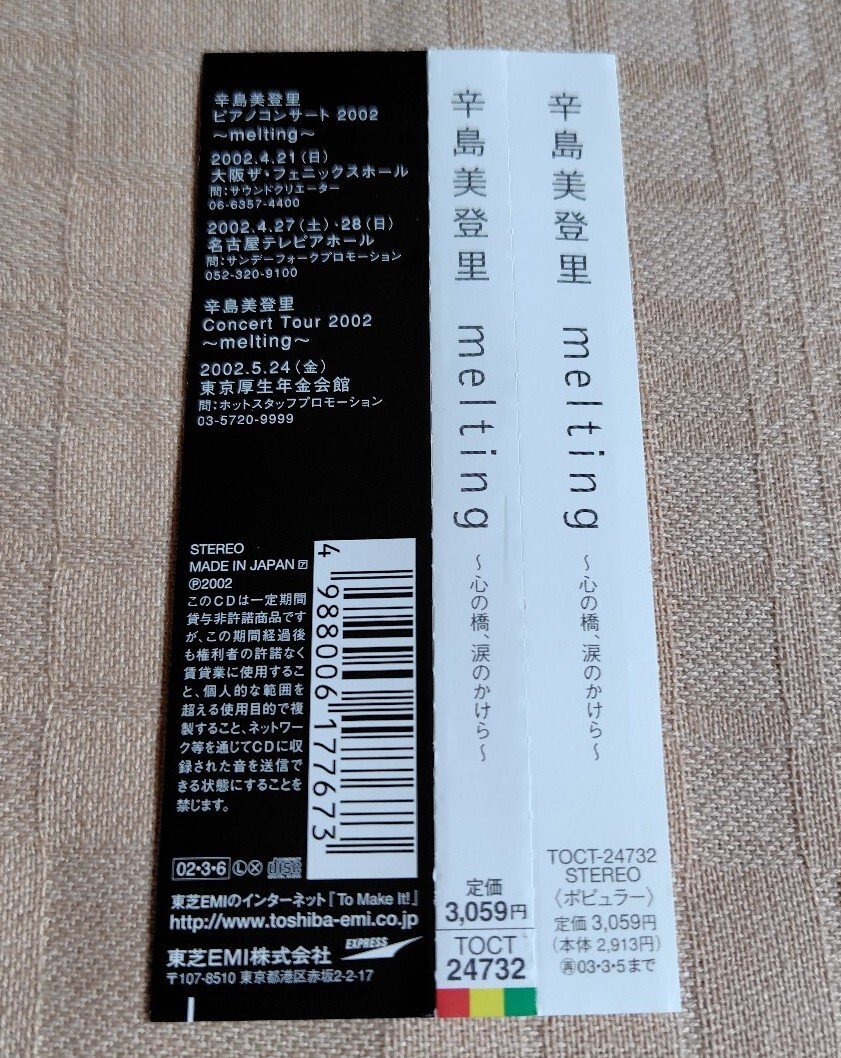 辛島美登里
ピアノコンサート 2002
～melting～
2002.4.21（日）
大阪ザ・フェニックスホール
問：サウンドクリエーター
06-6357-4400
2002.4.27（土）・28（日）
名古屋テレピアホール
問：サンデーフォークプロモーション
052-320-9100
辛島美登里
Concert Tour 2002
～melting～
2002.5.24（金）
東京厚生年金会館
問：ホットスタッフプロモーション
03-5720-9999
STEREO
MADE IN JAPAN
Ⓟ2002
このCDは一定期間
貸与非許諾商品です
が、この期間経過後
も権利者の許諾なく
賃貸業に使用するこ
と、個人的な範囲を
超える使用目的で複
製すること、ネットワー
ク等を通じてCDに収
録された音を送信で
きる状態にすることを
禁じます。
4 988006 177673
02・3・6 Ⓛ Ⓧ DISC
東芝EMIのインターネット『To Make It!』
http://www.toshiba-emi.co.jp
東芝EMI株式会社 EXPRESS
〒107-8510 東京都港区赤坂2-2-17
辛島美登里 melting ～心の橋、涙のかけら～
定価
3,059円
TOCT
24732
辛島美登里 melting ～心の橋、涙のかけら～
TOCT-24732
STEREO
〈ポピュラー〉
定価 3,059円
（本体 2,913円）
㊢03・3・5まで